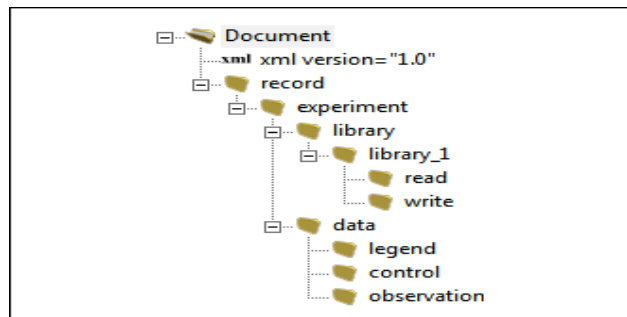 Document
xml xml version="1.0"
record
experiment
library
library_1
read
write
data
legend
control
observation